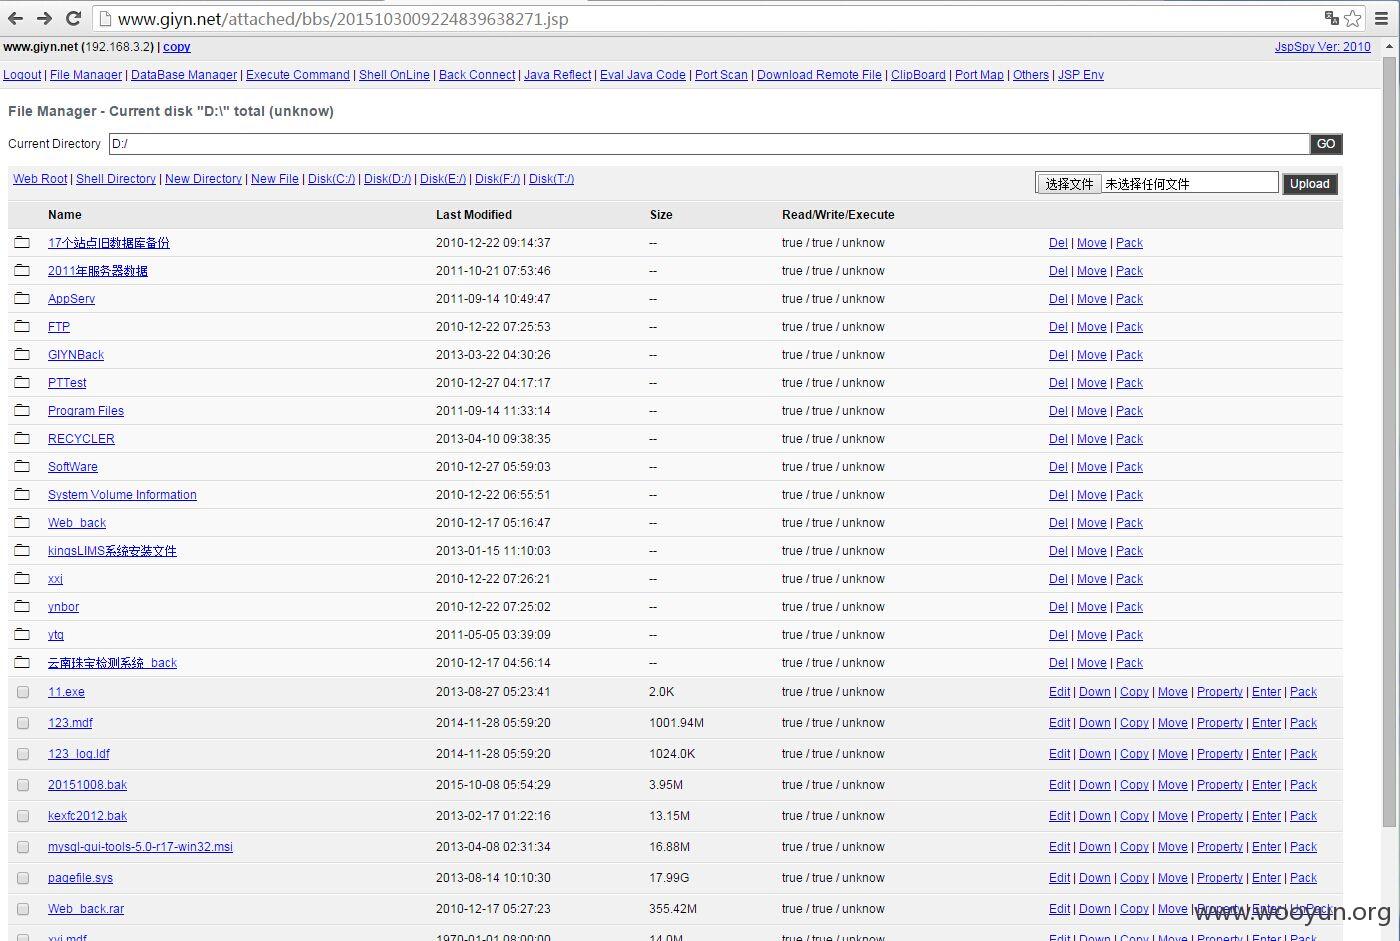 www.giyn.net/attached/bbs/2015103009224839638271.jsp
www.giyn.net (192.168.3.2) | copy JspSpy Ver: 2010
Logout | File Manager | DataBase Manager | Execute Command | Shell OnLine | Back Connect | Java Reflect | Eval Java Code | Port Scan | Download Remote File | ClipBoard | Port Map | Others | JSP Env
File Manager - Current disk "D:\" total (unknow)
Current Directory D:/ GO
Web Root | Shell Directory | New Directory | New File | Disk(C:/) | Disk(D:/) | Disk(E:/) | Disk(F:/) | Disk(T:/) 选择文件 未选择任何文件 Upload
Name Last Modified Size Read/Write/Execute
17个站点旧数据库备份 2010-12-22 09:14:37 -- true / true / unknow Del | Move | Pack
2011年服务器数据 2011-10-21 07:53:46 -- true / true / unknow Del | Move | Pack
AppServ 2011-09-14 10:49:47 -- true / true / unknow Del | Move | Pack
FTP 2010-12-22 07:25:53 -- true / true / unknow Del | Move | Pack
GIYNBack 2013-03-22 04:30:26 -- true / true / unknow Del | Move | Pack
PTTest 2010-12-27 04:17:17 -- true / true / unknow Del | Move | Pack
Program Files 2011-09-14 11:33:14 -- true / true / unknow Del | Move | Pack
RECYCLER 2013-04-10 09:38:35 -- true / true / unknow Del | Move | Pack
SoftWare 2010-12-27 05:59:03 -- true / true / unknow Del | Move | Pack
System Volume Information 2010-12-22 06:55:51 -- true / true / unknow Del | Move | Pack
Web_back 2010-12-17 05:16:47 -- true / true / unknow Del | Move | Pack
kingsLIMS系统安装文件 2013-01-15 11:10:03 -- true / true / unknow Del | Move | Pack
xxj 2010-12-22 07:26:21 -- true / true / unknow Del | Move | Pack
ynbor 2010-12-22 07:25:02 -- true / true / unknow Del | Move | Pack
ytg 2011-05-05 03:39:09 -- true / true / unknow Del | Move | Pack
云南珠宝检测系统_back 2010-12-17 04:56:14 -- true / true / unknow Del | Move | Pack
11.exe 2013-08-27 05:23:41 2.0K true / true / unknow Edit | Down | Copy | Move | Property | Enter | Pack
123.mdf 2014-11-28 05:59:20 1001.94M true / true / unknow Edit | Down | Copy | Move | Property | Enter | Pack
123_log.ldf 2014-11-28 05:59:20 1024.0K true / true / unknow Edit | Down | Copy | Move | Property | Enter | Pack
20151008.bak 2015-10-08 05:54:29 3.95M true / true / unknow Edit | Down | Copy | Move | Property | Enter | Pack
kexfc2012.bak 2013-02-17 01:22:16 13.15M true / true / unknow Edit | Down | Copy | Move | Property | Enter | Pack
mysql-gui-tools-5.0-r17-win32.msi 2013-04-08 02:31:34 16.88M true / true / unknow Edit | Down | Copy | Move | Property | Enter | Pack
pagefile.sys 2013-08-14 10:10:30 17.99G true / true / unknow Edit | Down | Copy | Move | Property | Enter | Pack
Web_back.rar 2010-12-17 05:27:23 355.42M true / true / unknow Edit | Down | Copy | Move | Property | Enter | UnPack
www.wooyun.org
1970-01-01 08:00:00 14.0M true / true / unknow Edit | Down | Copy | Move | Property | Enter | Pack